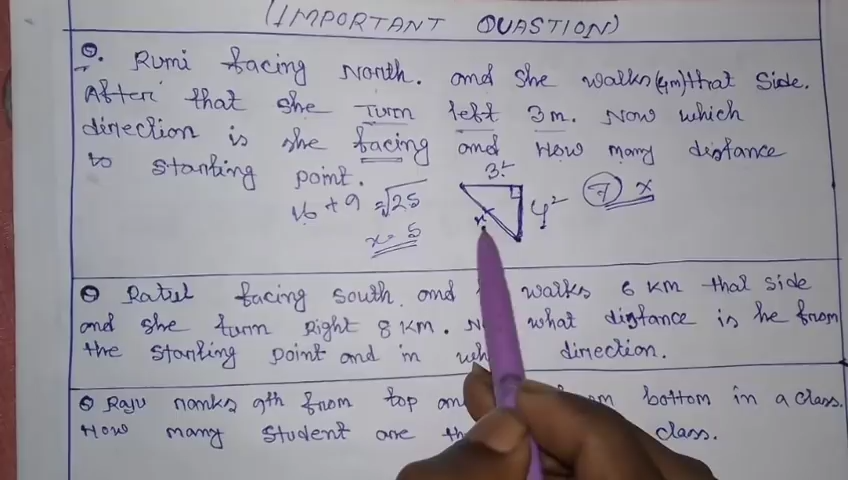 (IMPORTANT QUASTION)
Q. Rumi facing North. and she walks (4m) that side.
After that she Turn left 3m. Now which
direction is she facing and How many distance
to starting point.
16 + 9 = √25
x = 5
3²
4²
x²
7 x
Q Ratul facing south and walks 6 KM that side
and she turn Right 8 KM. what distance is he from
the starting point and in direction.
Q Raju ranks 9th from top bottom in a class.
How many student are class.